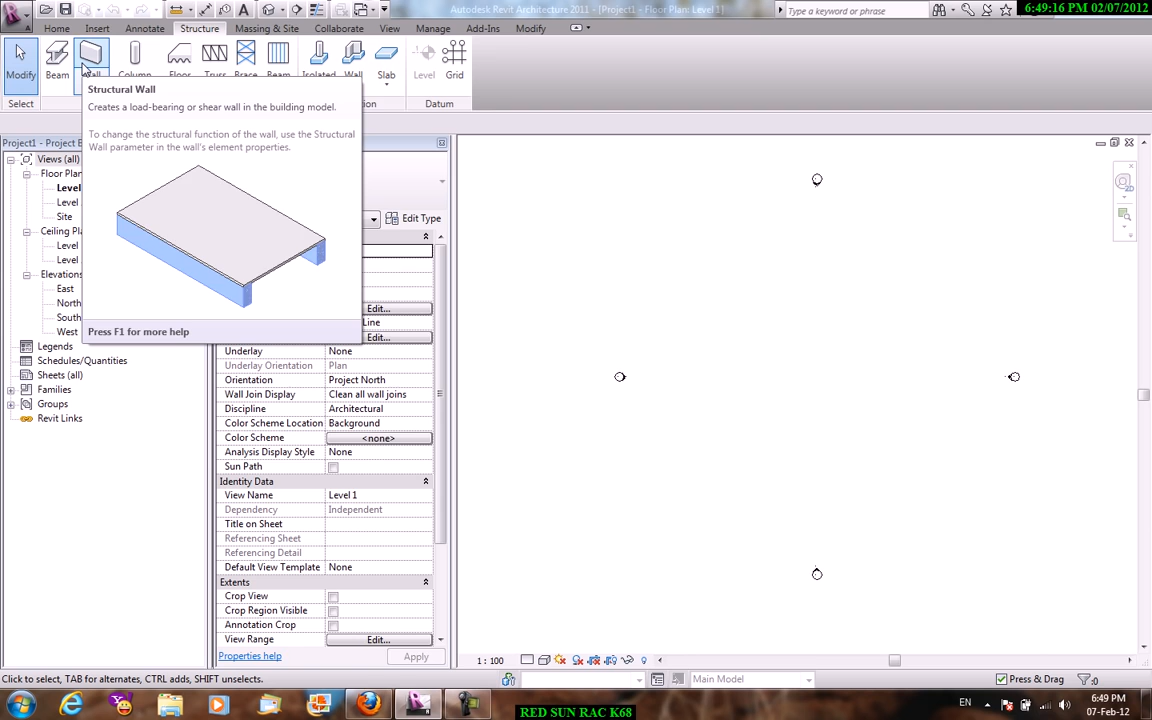 Autodesk Revit Architecture 2011 - [Project1 - Floor Plan: Level 1]
Type a keyword or phrase
6:49:16 PM 02/07/2012
Home Insert Annotate Structure Massing & Site Collaborate View Manage Add-Ins Modify
Modify Beam Wall Column Floor Truss Brace Beam Isolated Wall Slab Level Grid
Select Datum
Structural Wall
Creates a load-bearing or shear wall in the building model.
To change the structural function of the wall, use the Structural
Wall parameter in the wall's element properties.
Press F1 for more help
Project1 - Project B
Views (all)
Floor Plan
Level
Level
Site
Ceiling Pla
Level
Level
Elevations
East
North
South
West
Legends
Schedules/Quantities
Sheets (all)
Families
Groups
Revit Links
Edit Type
Edit...
Line
Edit...
Underlay None
Underlay Orientation Plan
Orientation Project North
Wall Join Display Clean all wall joins
Discipline Architectural
Color Scheme Location Background
Color Scheme <none>
Analysis Display Style None
Sun Path
Identity Data
View Name Level 1
Dependency Independent
Title on Sheet
Referencing Sheet
Referencing Detail
Default View Template None
Extents
Crop View
Crop Region Visible
Annotation Crop
View Range Edit...
Properties help Apply
2D
1 : 100
Click to select, TAB for alternates, CTRL adds, SHIFT unselects.
Main Model
Press & Drag
:0
EN
6:49 PM
07-Feb-12
RED SUN RAC K68